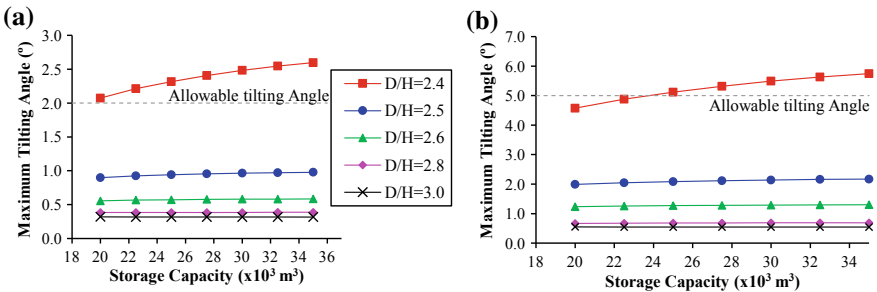 (a)
Maximum Tilting Angle (º)
3.0
2.5
2.0
1.5
1.0
0.5
0.0
Allowable tilting Angle
18 20 22 24 26 28 30 32 34 36
Storage Capacity (x10³ m³)
D/H=2.4
D/H=2.5
D/H=2.6
D/H=2.8
D/H=3.0
(b)
Maximum Tilting Angle (º)
7.0
6.0
5.0
4.0
3.0
2.0
1.0
0.0
Allowable tilting Angle
18 20 22 24 26 28 30 32 34
Storage Capacity (x10³ m³)